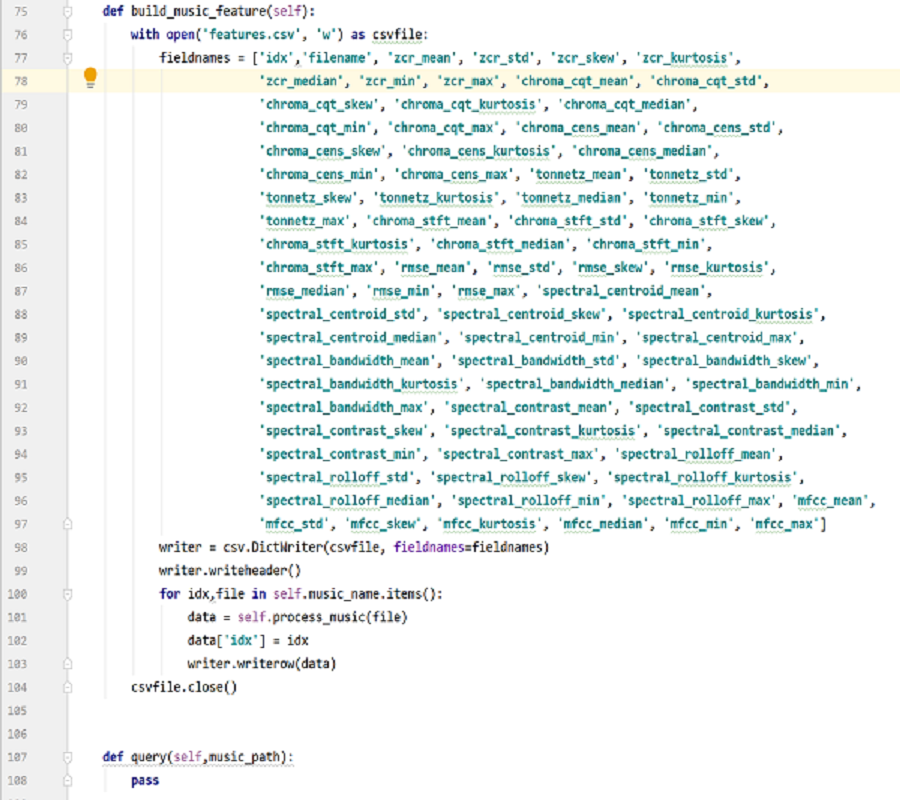 75 def build_music_feature(self):
76 with open('features.csv', 'w') as csvfile:
77 fieldnames = ['idx','filename', 'zcr_mean', 'zcr_std', 'zcr_skew', 'zcr_kurtosis',
78 'zcr_median', 'zcr_min', 'zcr_max', 'chroma_cqt_mean', 'chroma_cqt_std',
79 'chroma_cqt_skew', 'chroma_cqt_kurtosis', 'chroma_cqt_median',
80 'chroma_cqt_min', 'chroma_cqt_max', 'chroma_cens_mean', 'chroma_cens_std',
81 'chroma_cens_skew', 'chroma_cens_kurtosis', 'chroma_cens_median',
82 'chroma_cens_min', 'chroma_cens_max', 'tonnetz_mean', 'tonnetz_std',
83 'tonnetz_skew', 'tonnetz_kurtosis', 'tonnetz_median', 'tonnetz_min',
84 'tonnetz_max', 'chroma_stft_mean', 'chroma_stft_std', 'chroma_stft_skew',
85 'chroma_stft_kurtosis', 'chroma_stft_median', 'chroma_stft_min',
86 'chroma_stft_max', 'rmse_mean', 'rmse_std', 'rmse_skew', 'rmse_kurtosis',
87 'rmse_median', 'rmse_min', 'rmse_max', 'spectral_centroid_mean',
88 'spectral_centroid_std', 'spectral_centroid_skew', 'spectral_centroid_kurtosis',
89 'spectral_centroid_median', 'spectral_centroid_min', 'spectral_centroid_max',
90 'spectral_bandwidth_mean', 'spectral_bandwidth_std', 'spectral_bandwidth_skew',
91 'spectral_bandwidth_kurtosis', 'spectral_bandwidth_median', 'spectral_bandwidth_min',
92 'spectral_bandwidth_max', 'spectral_contrast_mean', 'spectral_contrast_std',
93 'spectral_contrast_skew', 'spectral_contrast_kurtosis', 'spectral_contrast_median',
94 'spectral_contrast_min', 'spectral_contrast_max', 'spectral_rolloff_mean',
95 'spectral_rolloff_std', 'spectral_rolloff_skew', 'spectral_rolloff_kurtosis',
96 'spectral_rolloff_median', 'spectral_rolloff_min', 'spectral_rolloff_max', 'mfcc_mean',
97 'mfcc_std', 'mfcc_skew', 'mfcc_kurtosis', 'mfcc_median', 'mfcc_min', 'mfcc_max']
98 writer = csv.DictWriter(csvfile, fieldnames=fieldnames)
99 writer.writeheader()
100 for idx,file in self.music_name.items():
101 data = self.process_music(file)
102 data['idx'] = idx
103 writer.writerow(data)
104 csvfile.close()
105
106
107 def query(self,music_path):
108 pass